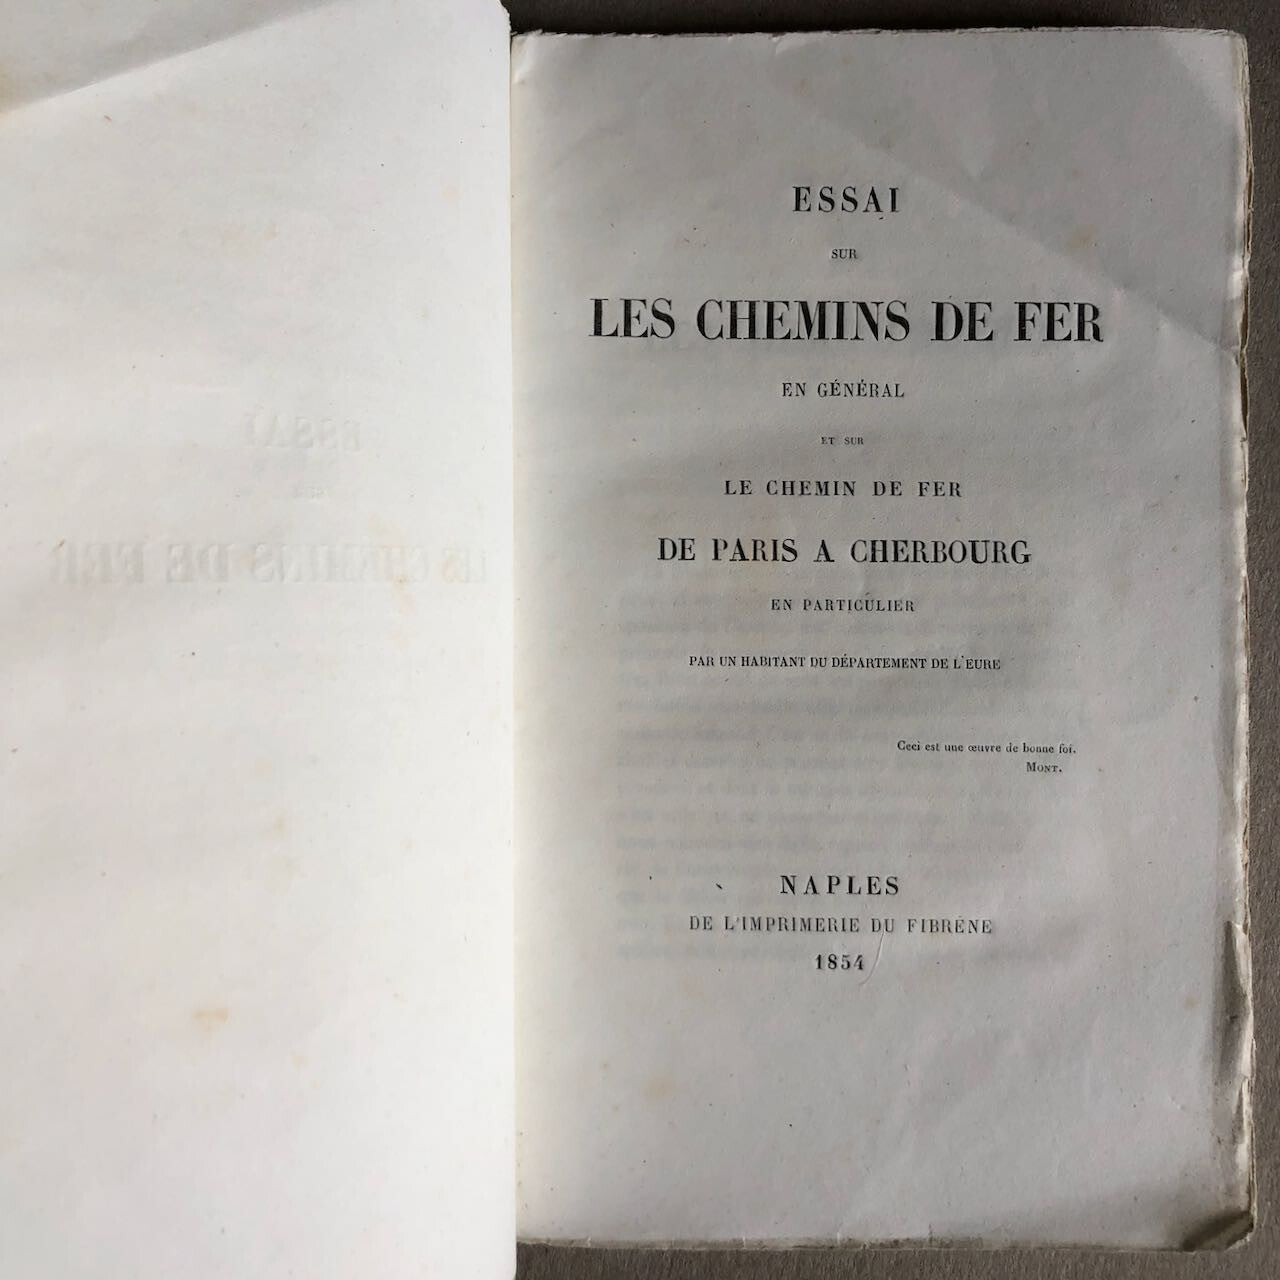 ESSAI
SUR
LES CHEMINS DE FER
EN GÉNÉRAL
ET SUR
LE CHEMIN DE FER
DE PARIS A CHERBOURG
EN PARTICULIER
PAR UN HABITANT DU DÉPARTEMENT DE L'EURE
Ceci est une œuvre de bonne foi.
MONT.
NAPLES
DE L'IMPRIMERIE DU FIBRÈNE
1854